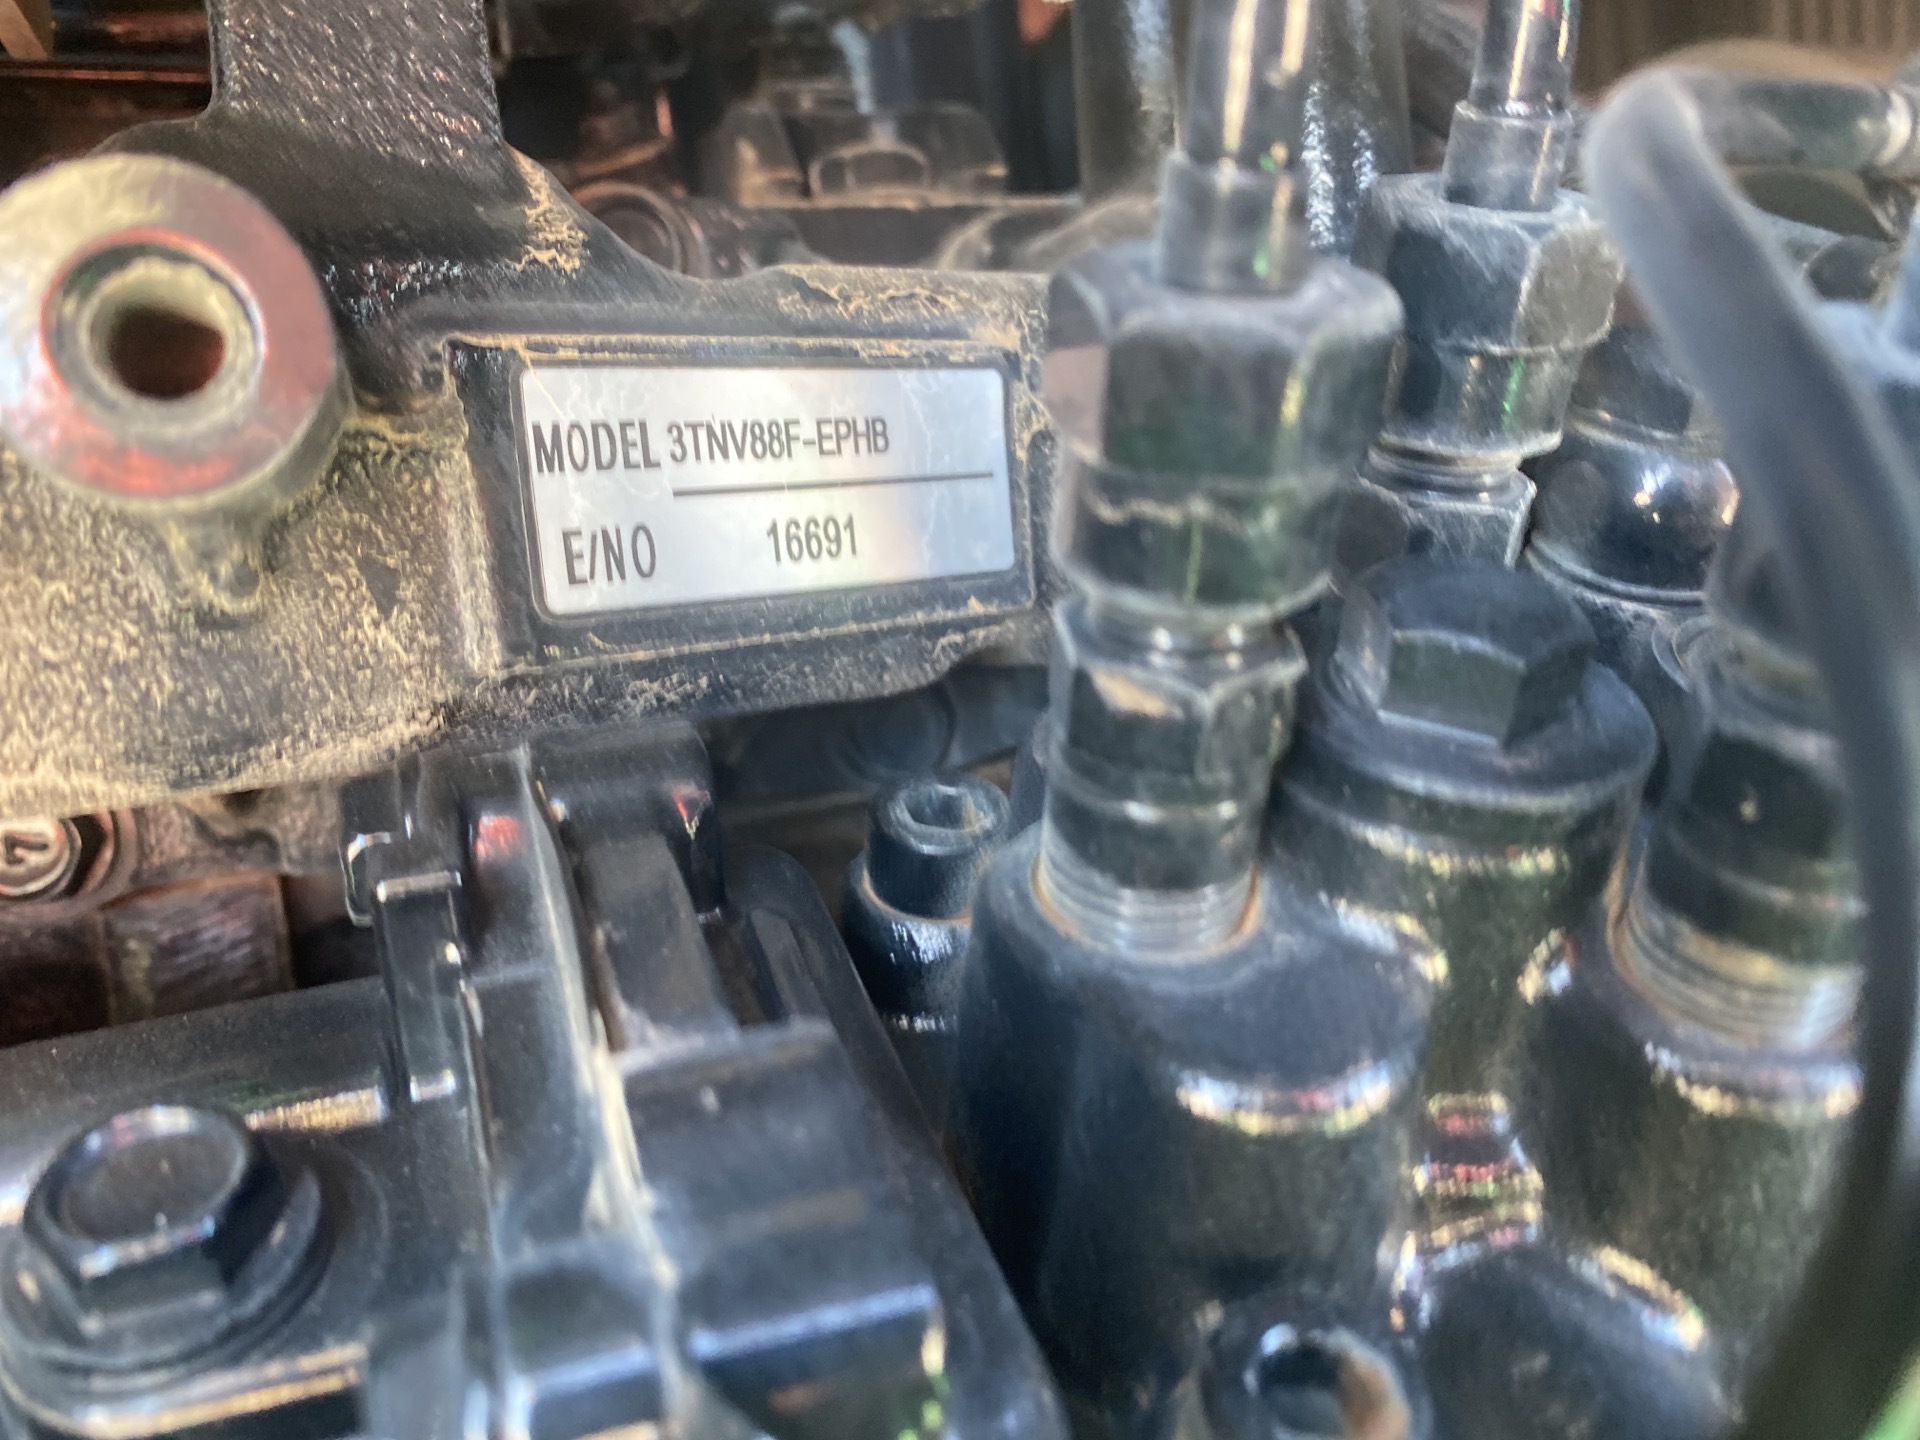 MODEL 3TNV88F-EPHB
E/NO 16691